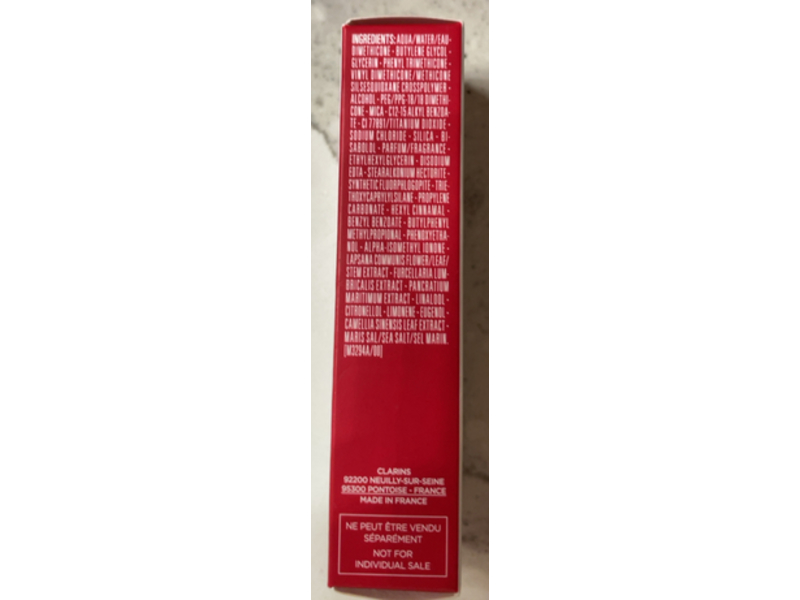 INGREDIENTS: AQUA/WATER/EAU -
DIMETHICONE - BUTYLENE GLYCOL -
GLYCERIN - PHENYL TRIMETHICONE -
VINYL DIMETHICONE/METHICONE
SILSESQUIOXANE CROSSPOLYMER -
ALCOHOL - PEG/PPG-18/18 DIMETHI-
CONE - MICA - C12-15 ALKYL BENZOA-
TE - CI 77891/TITANIUM DIOXIDE -
SODIUM CHLORIDE - SILICA - BI-
SABOLOL - PARFUM/FRAGRANCE -
ETHYLHEXYLGLYCERIN - DISODIUM
EDTA - STEARALKONIUM HECTORITE -
SYNTHETIC FLUORPHLOGOPITE - TRIE-
THOXYCAPRYLYLSILANE - PROPYLENE
CARBONATE - HEXYL CINNAMAL -
BENZYL BENZOATE - BUTYLPHENYL
METHYLPROPIONAL - PHENOXYETHA-
NOL - ALPHA-ISOMETHYL IONONE -
LAPSANA COMMUNIS FLOWER/LEAF/
STEM EXTRACT - FURCELLARIA LUM-
BRICALIS EXTRACT - PANCRATIUM
MARITIMUM EXTRACT - LINALOOL -
CITRONELLOL - LIMONENE - EUGENOL -
CAMELLIA SINENSIS LEAF EXTRACT -
MARIS SAL/SEA SALT/SEL MARIN.
[M3294A/00]
CLARINS
92200 NEUILLY-SUR-SEINE
95300 PONTOISE - FRANCE
MADE IN FRANCE
NE PEUT ÊTRE VENDU
SÉPARÉMENT
NOT FOR
INDIVIDUAL SALE